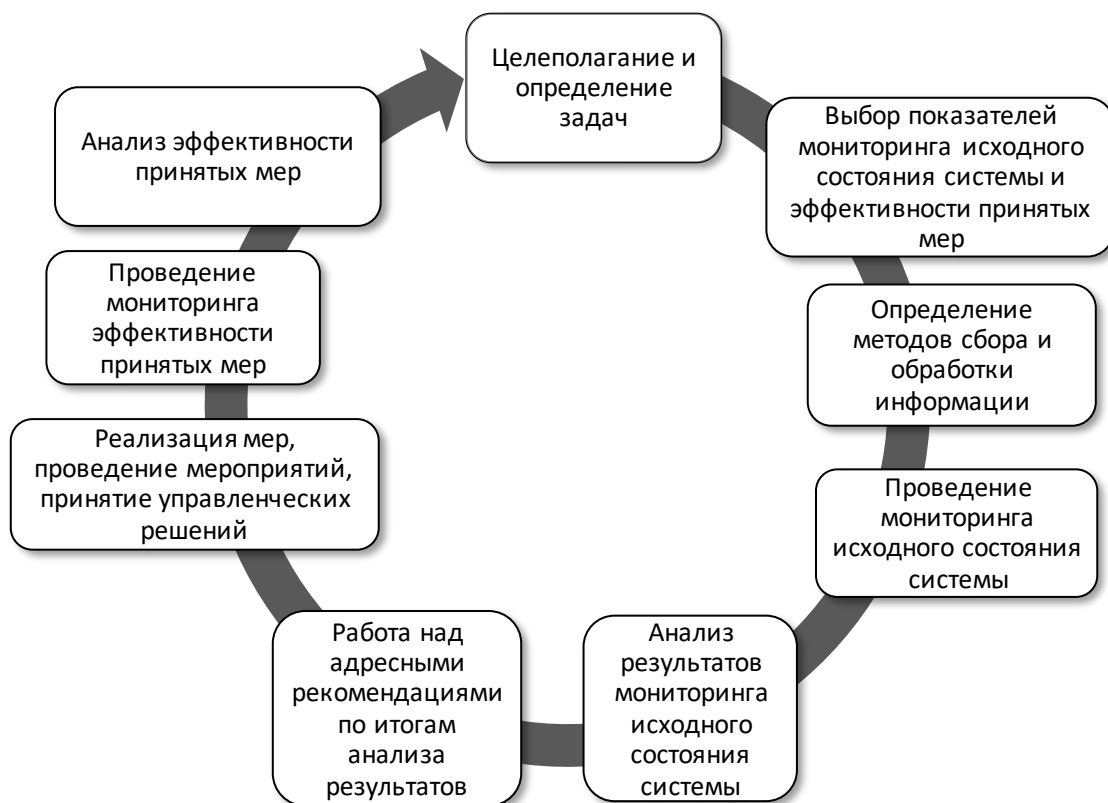 Целеполагание и
определение
задач
Выбор показателей
мониторинга исходного
состояния системы и
эффективности принятых
мер
Определение
методов сбора и
обработки
информации
Проведение
мониторинга
исходного состояния
системы
Анализ
результатов
мониторинга
исходного
состояния
системы
Работа над
адресными
рекомендациями
по итогам
анализа
результатов
Реализация мер,
проведение мероприятий,
принятие управленческих
решений
Проведение
мониторинга
эффективности
принятых мер
Анализ эффективности
принятых мер